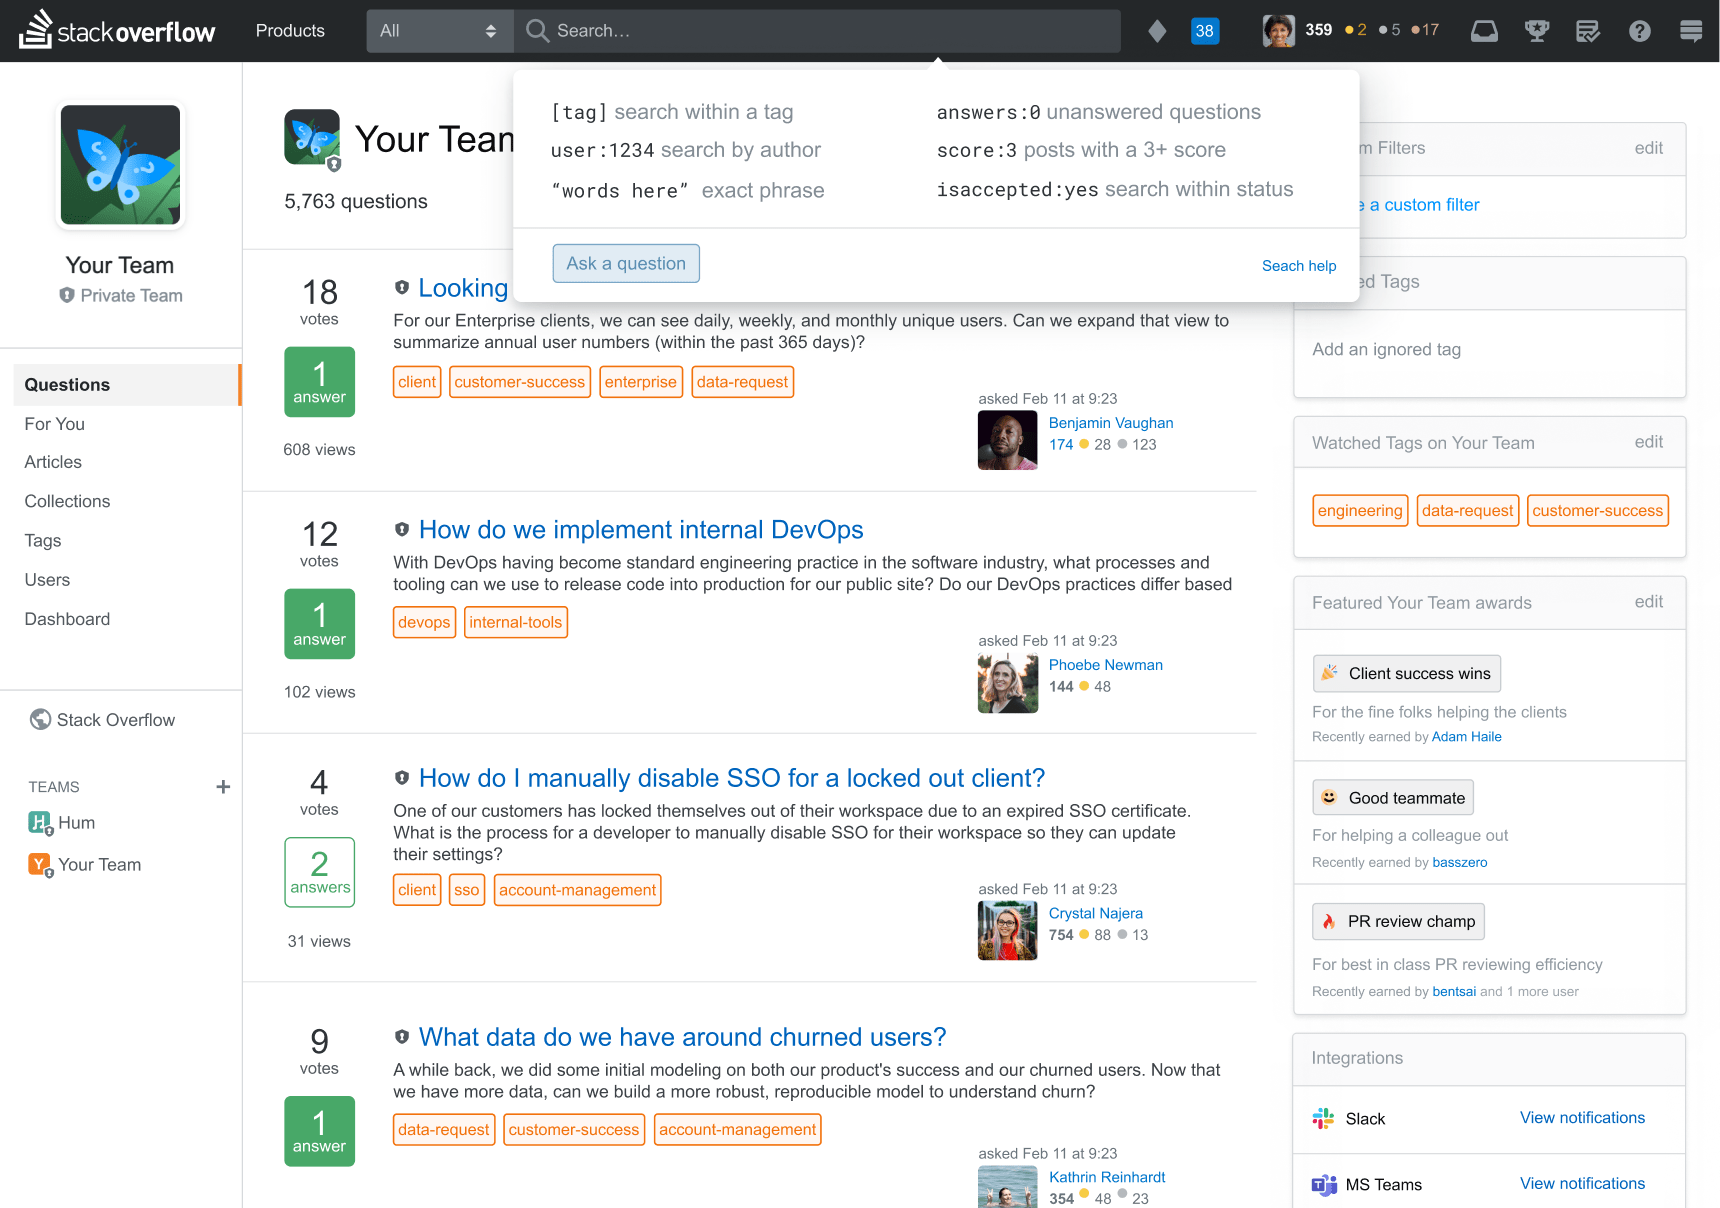 stackoverflow
Products
All
Search…
38
359 2 5 17
[tag] search within a tag
answers:0 unanswered questions
user:1234 search by author
score:3 posts with a 3+ score
“words here” exact phrase
isaccepted:yes search within status
Ask a question
Seach help
Your Team
Private Team
Questions
For You
Articles
Collections
Tags
Users
Dashboard
Stack Overflow
TEAMS
Hum
Y Your Team
Your Team
5,763 questions
18
votes
1
answer
608 views
Looking
For our Enterprise clients, we can see daily, weekly, and monthly unique users. Can we expand that view to
summarize annual user numbers (within the past 365 days)?
client customer-success enterprise data-request
asked Feb 11 at 9:23
Benjamin Vaughan
174 28 123
12
votes
1
answer
102 views
How do we implement internal DevOps
With DevOps having become standard engineering practice in the software industry, what processes and
tooling can we use to release code into production for our public site? Do our DevOps practices differ based
devops internal-tools
asked Feb 11 at 9:23
Phoebe Newman
144 48
4
votes
2
answers
31 views
How do I manually disable SSO for a locked out client?
One of our customers has locked themselves out of their workspace due to an expired SSO certificate.
What is the process for a developer to manually disable SSO for their workspace so they can update
their settings?
client sso account-management
asked Feb 11 at 9:23
Crystal Najera
754 88 13
9
votes
1
answer
What data do we have around churned users?
A while back, we did some initial modeling on both our product's success and our churned users. Now that
we have more data, can we build a more robust, reproducible model to understand churn?
data-request customer-success account-management
asked Feb 11 at 9:23
Kathrin Reinhardt
354 48 23
m Filters
edit
e a custom filter
ed Tags
Add an ignored tag
Watched Tags on Your Team
edit
engineering data-request customer-success
Featured Your Team awards
edit
Client success wins
For the fine folks helping the clients
Recently earned by Adam Haile
Good teammate
For helping a colleague out
Recently earned by basszero
PR review champ
For best in class PR reviewing efficiency
Recently earned by bentsai and 1 more user
Integrations
Slack
View notifications
MS Teams
View notifications